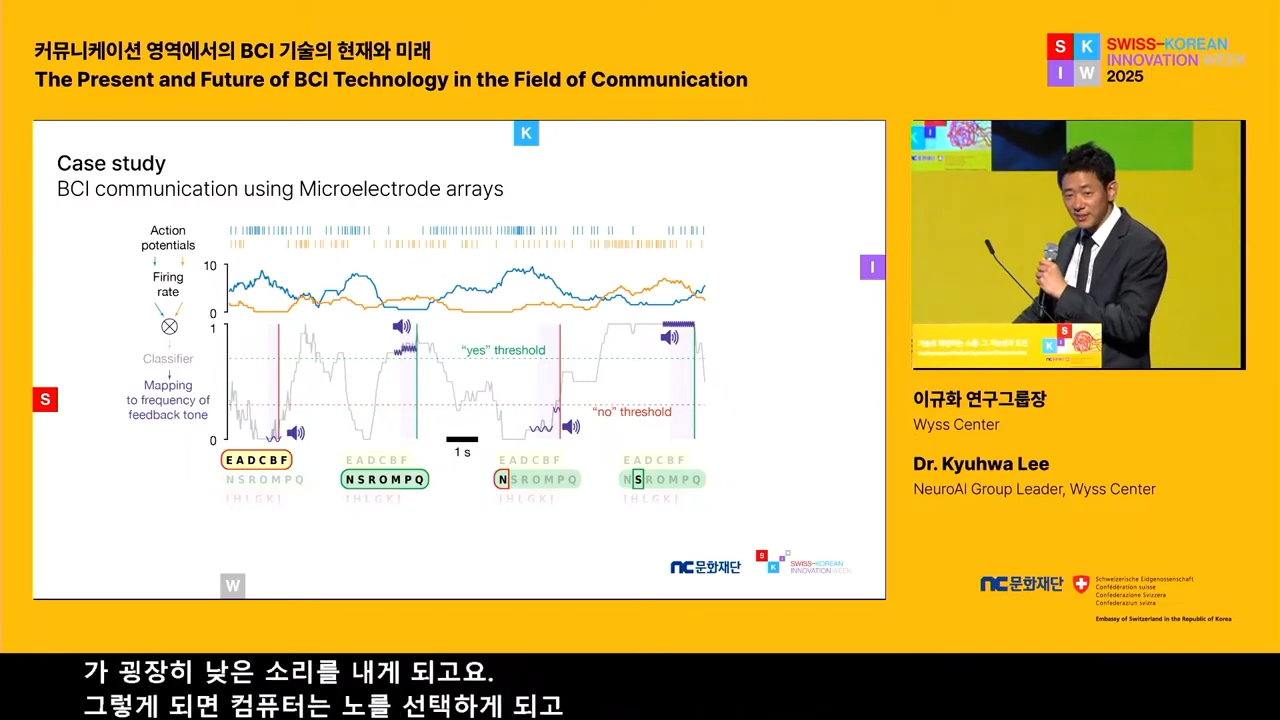 커뮤니케이션 영역에서의 BCI 기술의 현재와 미래
The Present and Future of BCI Technology in the Field of Communication
S K
I W
SWISS–KOREAN
INNOVATION WEEK
2025
K
I
S
W
Case study
BCI communication using Microelectrode arrays
Action
potentials
Firing
rate
Classifier
Mapping
to frequency of
feedback tone
10
0
1
0
"yes" threshold
"no" threshold
1 s
E A D C B F
N S R O M P Q
I H L G K J
E A D C B F
N S R O M P Q
I H L G K J
E A D C B F
N S R O M P Q
I H L G K J
E A D C B F
N S R O M P Q
I H L G K J
nc문화재단
S K I
SWISS–KOREAN
INNOVATION WEEK
K I
S
K I
이규화 연구그룹장
Wyss Center
Dr. Kyuhwa Lee
NeuroAI Group Leader, Wyss Center
nc문화재단
Schweizerische Eidgenossenschaft
Confédération suisse
Confederazione Svizzera
Confederaziun svizra
Embassy of Switzerland in the Republic of Korea
가 굉장히 낮은 소리를 내게 되고요.
그렇게 되면 컴퓨터는 노를 선택하게 되고